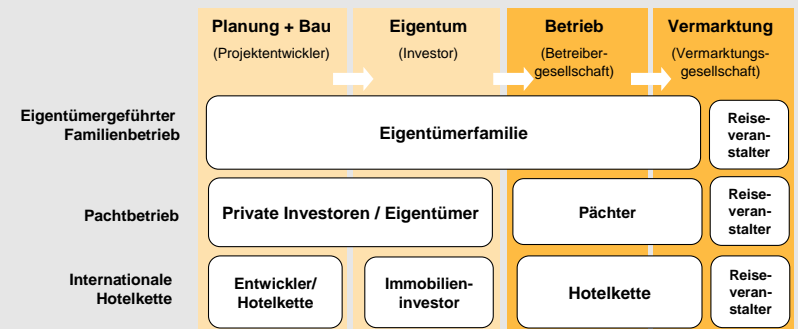 Planung + Bau
(Projektentwickler)
Eigentum
(Investor)
Betrieb
(Betreiber-
gesellschaft)
Vermarktung
(Vermarktungs-
gesellschaft)
Eigentümergeführter
Familienbetrieb
Eigentümerfamilie
Reise-
veran-
stalter
Pachtbetrieb
Private Investoren / Eigentümer
Pächter
Reise-
veran-
stalter
Internationale
Hotelkette
Entwickler/
Hotelkette
Immobilien-
investor
Hotelkette
Reise-
veran-
stalter